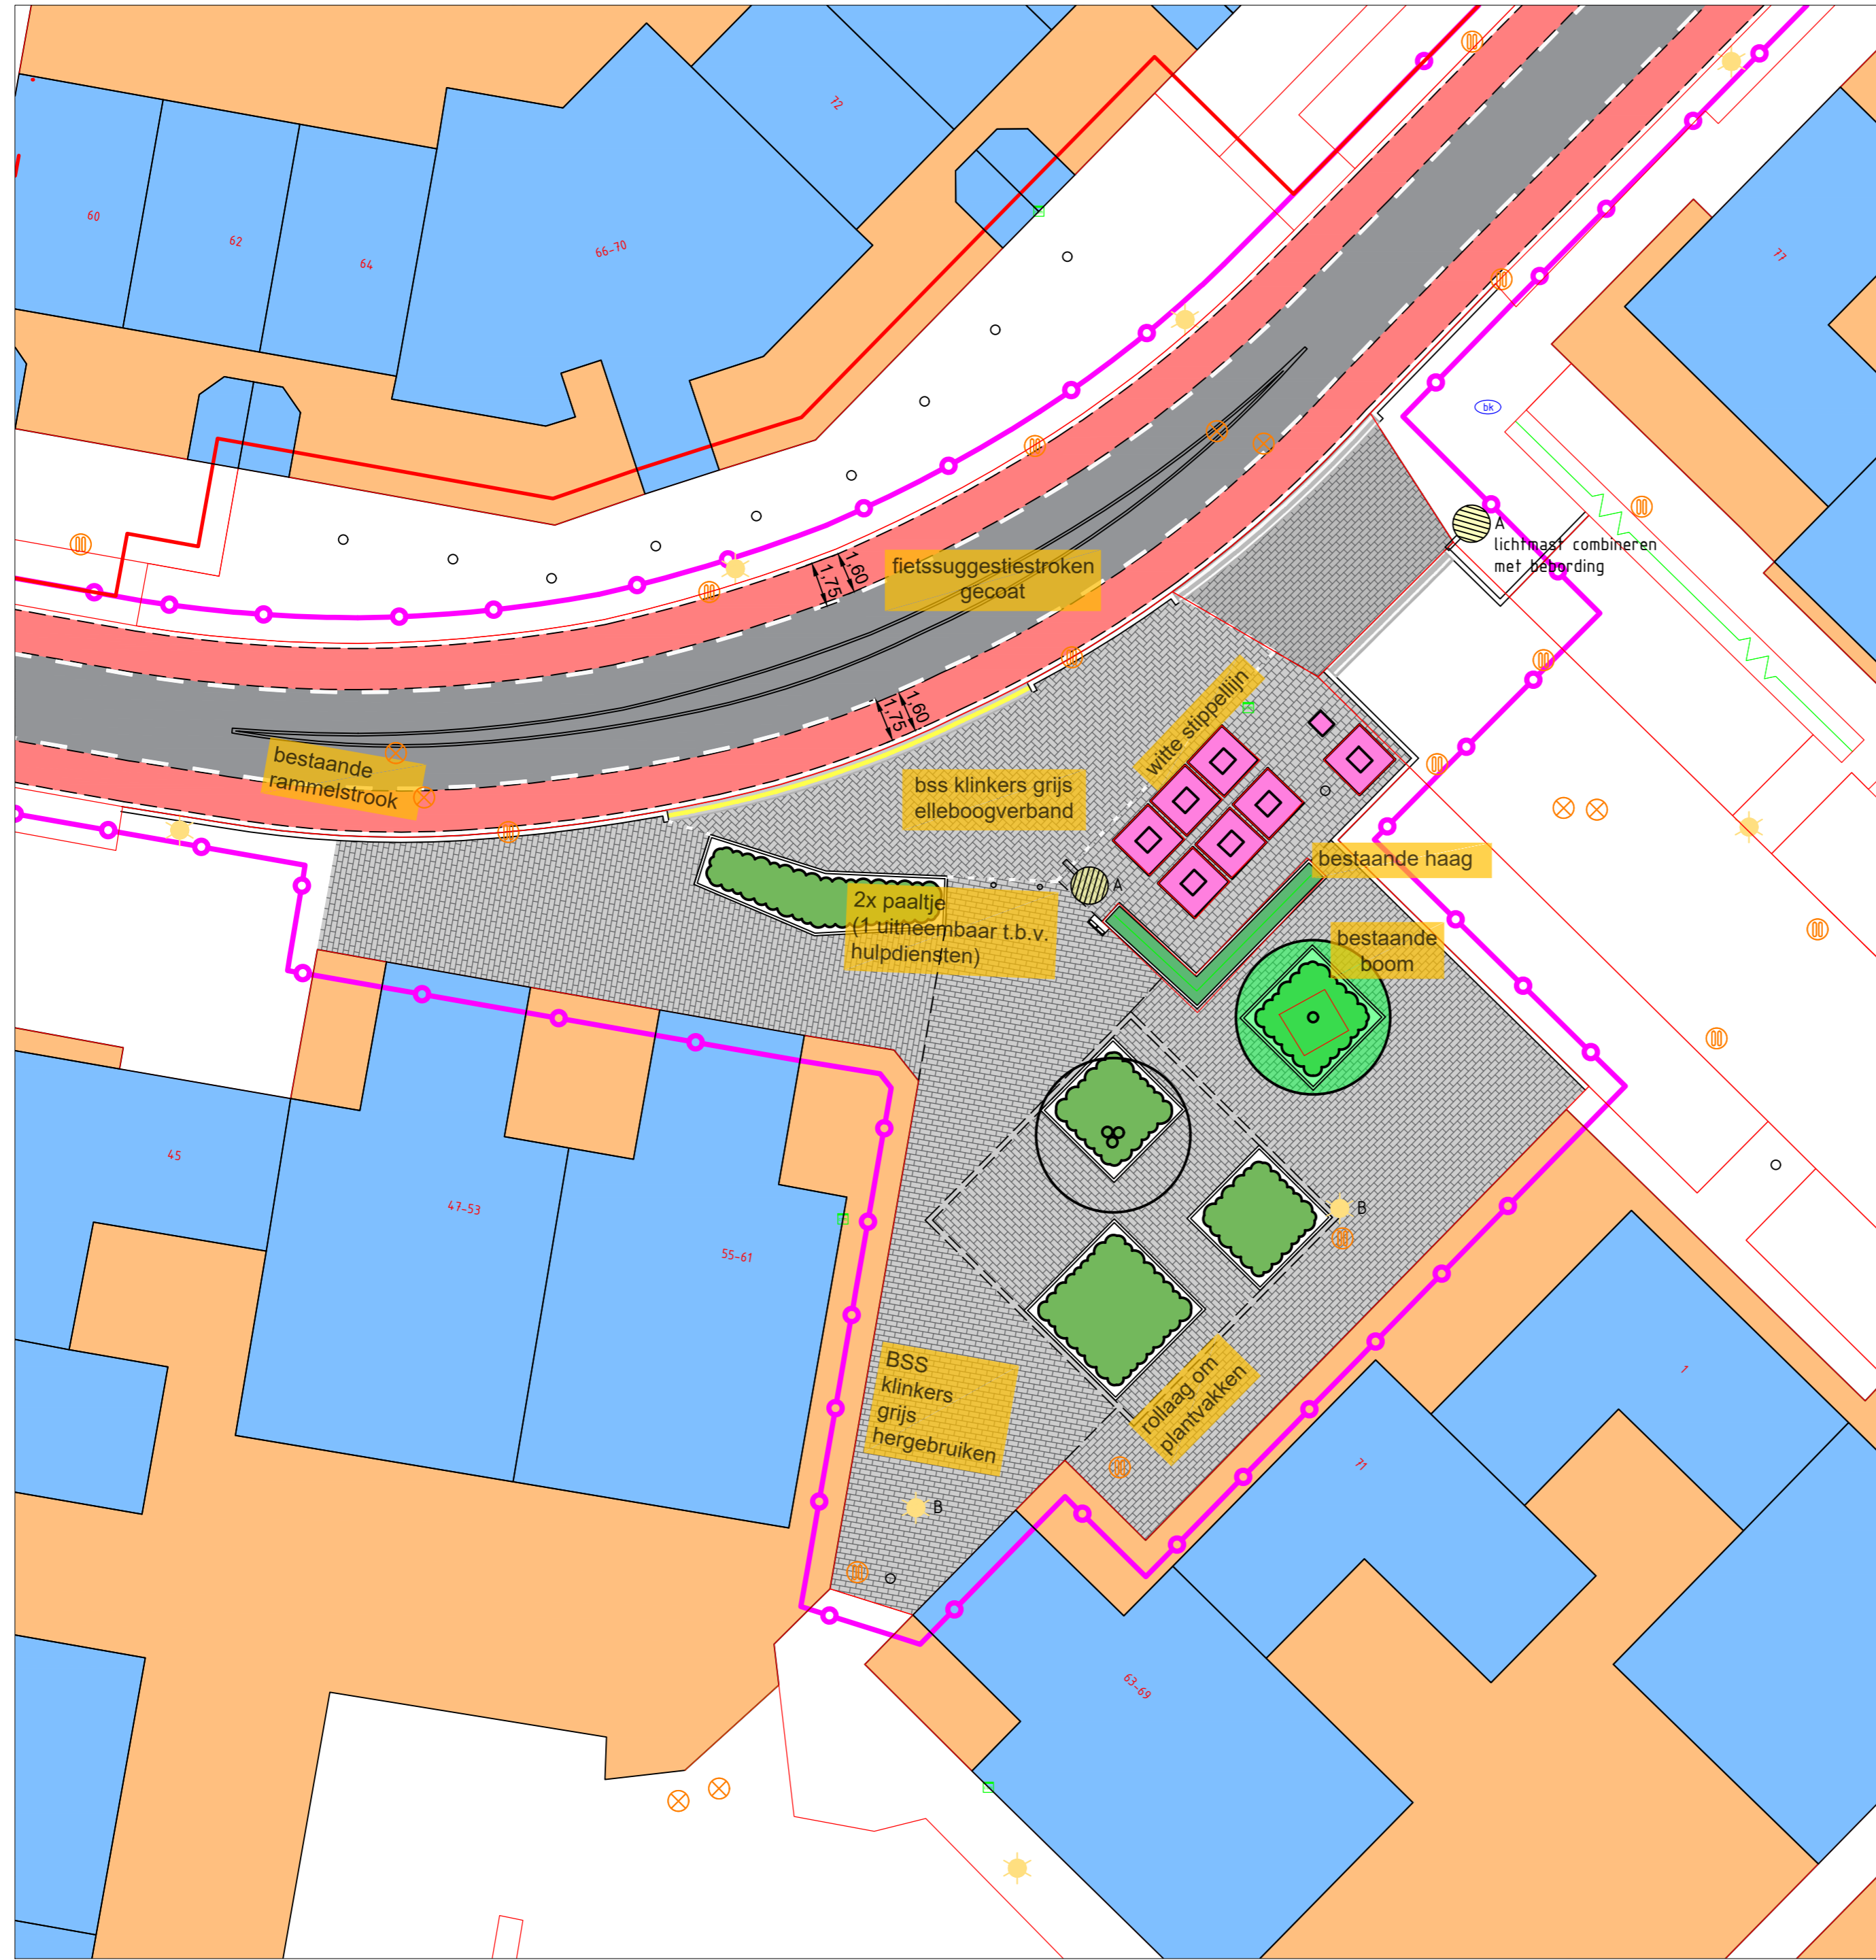 72
60
62
64
66-70
77
bk
A
lichtmast combineren
met bebording
fietssuggestiestroken
gecoat
1,60
1,75
1,60
1,75
witte stippellijn
bestaande
rammelstrook
bss klinkers grijs
elleboogverband
bestaande haag
A
2x paaltje
(1 uitneembaar t.b.v.
hulpdiensten)
bestaande
boom
45
47-53
55-61
B
BSS
klinkers
grijs
hergebruiken
rollaag om
plantvakken
1
71
B
63-69